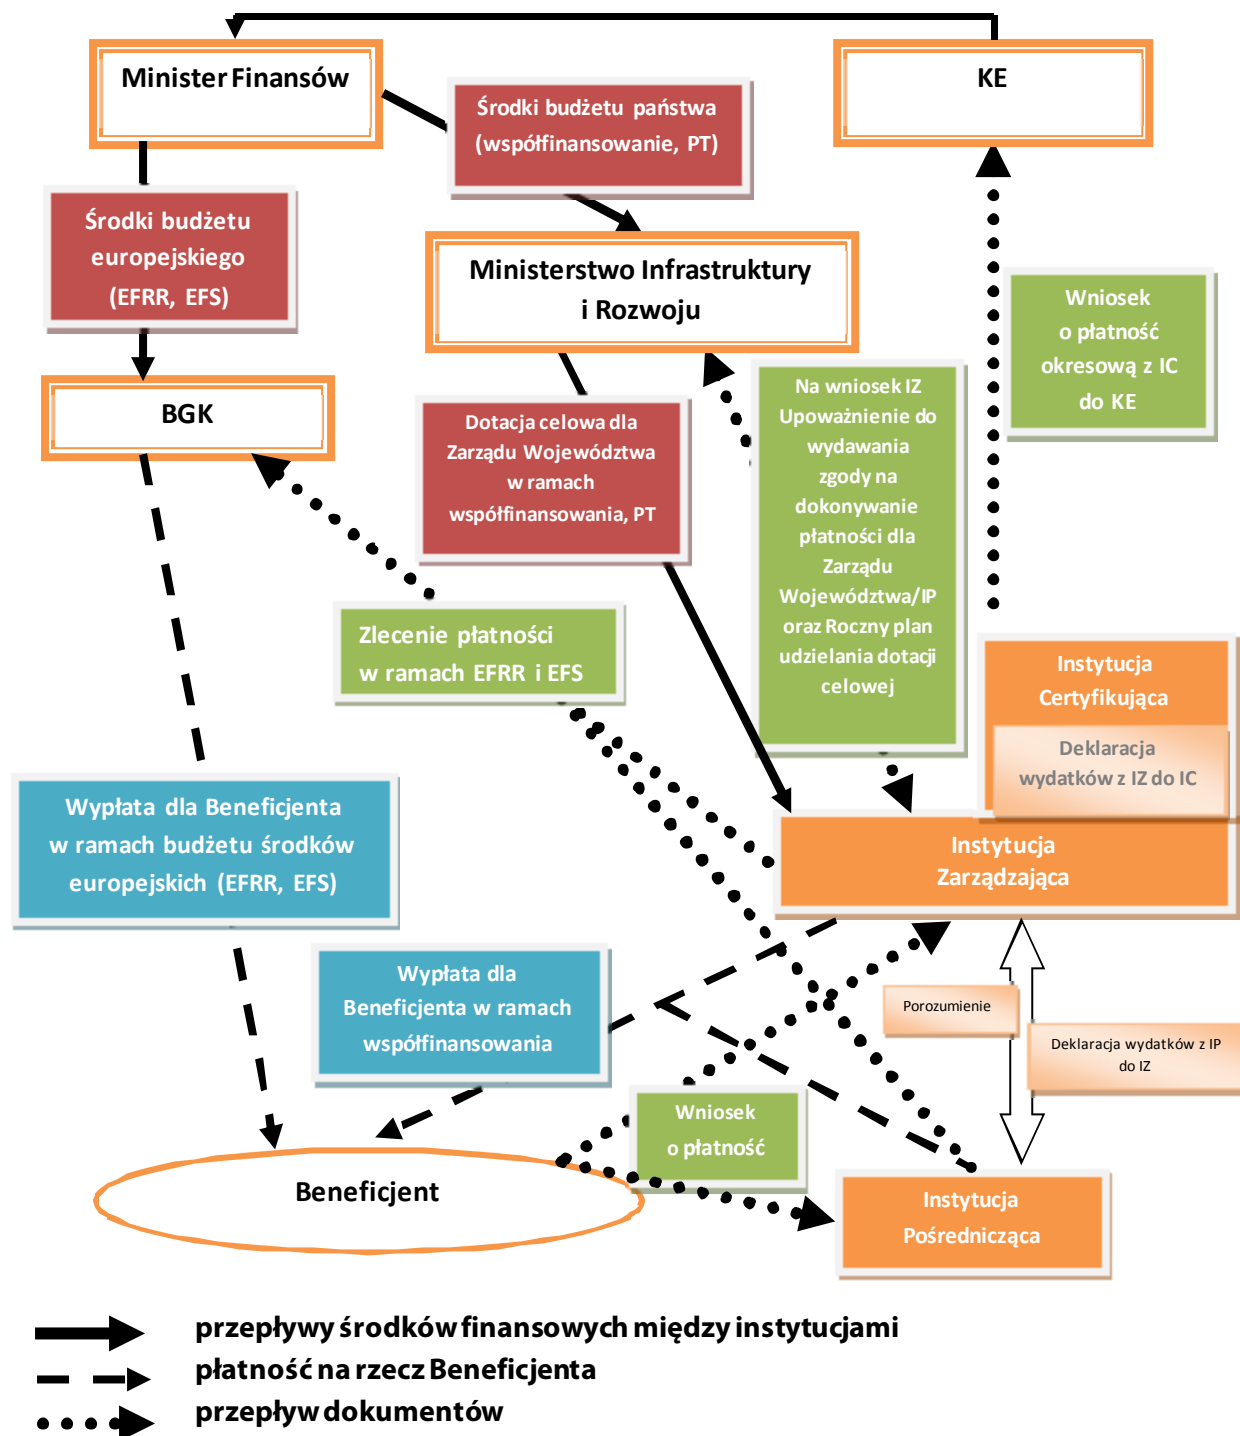 Minister Finansów
KE
Środki budżetu państwa
(współfinansowanie, PT)
Środki budżetu
europejskiego
(EFRR, EFS)
Ministerstwo Infrastruktury
i Rozwoju
Wniosek
o płatność
okresową z IC
do KE
BGK
Dotacja celowa dla
Zarządu Województwa
w ramach
współfinansowania, PT
Na wniosek IZ
Upoważnienie do
wydawania
zgody na
dokonywanie
płatności dla
Zarządu
Województwa/IP
oraz Roczny plan
udzielania dotacji
celowej
Zlecenie płatności
w ramach EFRR i EFS
Instytucja
Certyfikująca
Deklaracja
wydatków z IZ do IC
Wypłata dla Beneficjenta
w ramach budżetu środków
europejskich (EFRR, EFS)
Instytucja
Zarządzająca
Wypłata dla
Beneficjenta w ramach
współfinansowania
Porozumienie
Deklaracja wydatków z IP
do IZ
Wniosek
o płatność
Beneficjent
Instytucja
Pośrednicząca
przepływy środków finansowych między instytucjami
płatność na rzecz Beneficjenta
przepływ dokumentów